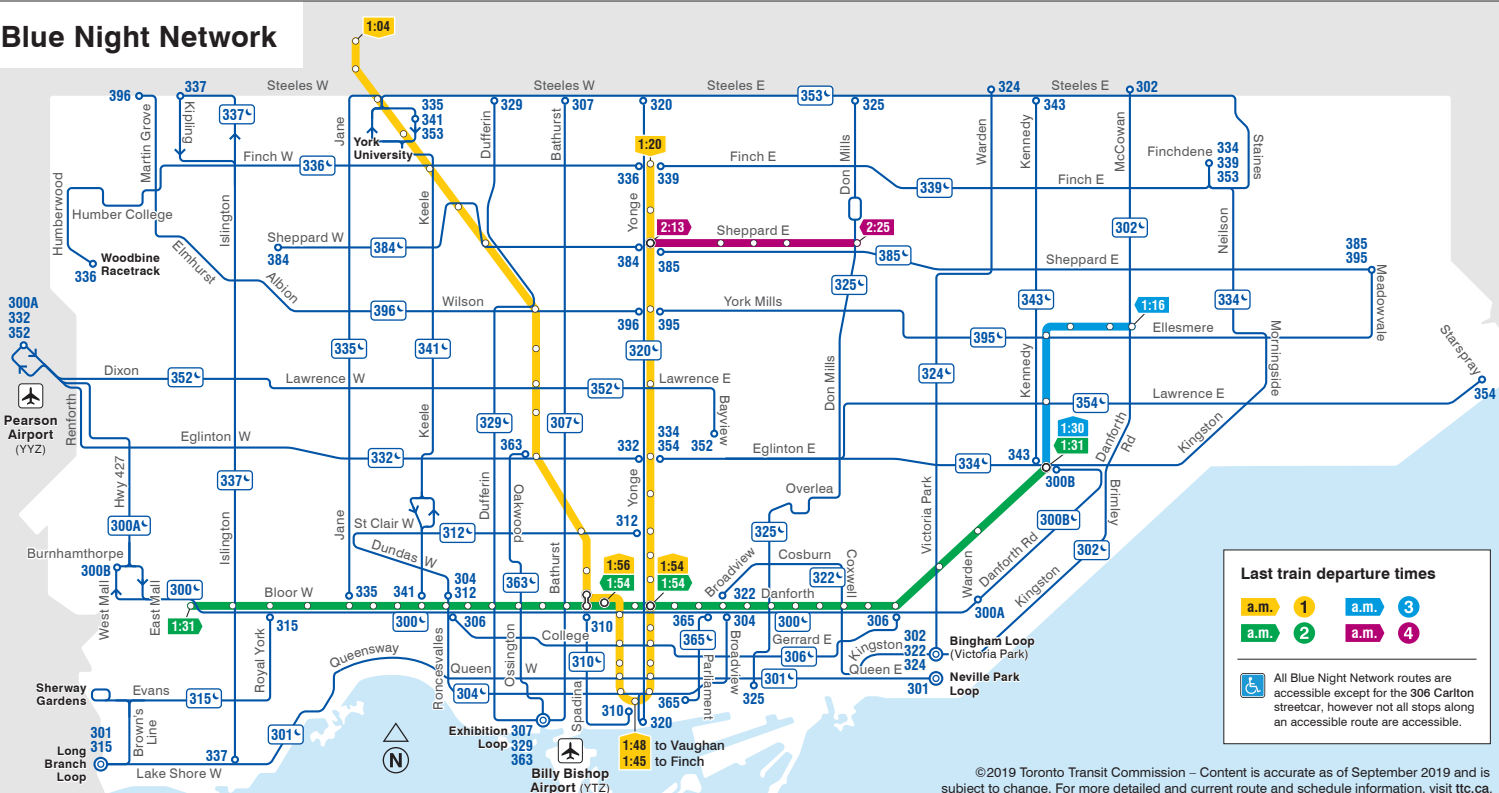 Blue Night Network
1:04
396
337
Steeles W
Steeles W
Steeles E
353
324
Steeles E
302
337
335
341
353
329
307
320
325
343
Martin Grove
Kipling
Jane
York
University
Dufferin
Bathurst
1:20
Don Mills
Warden
Kennedy
McCowan
Finchdene
334
339
353
Staines
Finch W
336
336
339
Finch E
339
Finch E
Humberwood
Humber College
Islington
Keele
Yonge
2:13
Sheppard E
2:25
302
Neilson
Sheppard W
384
384
384
385
385
Sheppard E
385
395
Woodbine
Racetrack
336
Elmhurst
Albion
325
Meadowvale
300A
332
352
396
Wilson
396
395
York Mills
343
334
1:16
Ellesmere
395
Morningside
Starspray
335
341
320
Dixon
352
Lawrence W
352
Lawrence E
Bayview
Don Mills
324
Kennedy
354
Lawrence E
354
Pearson
Airport
(YYZ)
Renforth
Keele
329
307
1:30
1:31
Danforth
Rd
Kingston
Eglinton W
332
363
332
334
354
352
Eglinton E
334
343
300B
Hwy 427
337
Islington
Jane
Dufferin
Oakwood
Yonge
Overlea
Victoria Park
Brimley
300A
St Clair W
312
312
325
300B
302
Burnhamthorpe
300B
Dundas W
Bathurst
1:56
1:54
1:54
1:54
Broadview
Cosburn
Coxwell
322
Warden
Danforth Rd
Kingston
West Mall
East Mall
300
Bloor W
335
341
304
312
363
322
Danforth
300A
1:31
315
300
306
310
365
304
300
306
Royal York
Roncesvalles
Ossington
College
310
365
Gerrard E
306
Kingston
302
322
324
Bingham Loop
(Victoria Park)
Queensway
Queen
W
304
Spadina
Parliament
Broadview
301
Queen E
301
Neville Park
Loop
Sherway
Gardens
Evans
315
Brown's
Line
301
315
Long
Branch
Loop
337
Lake Shore W
301
N
Exhibition
Loop
307
329
363
310
320
365
325
1:48 to Vaughan
1:45 to Finch
Billy Bishop
Airport (YTZ)
Last train departure times
a.m. 1
a.m. 3
a.m. 2
a.m. 4
All Blue Night Network routes are
accessible except for the 306 Carlton
streetcar, however not all stops along
an accessible route are accessible.
©2019 Toronto Transit Commission – Content is accurate as of September 2019 and is
subject to change. For more detailed and current route and schedule information, visit ttc.ca.